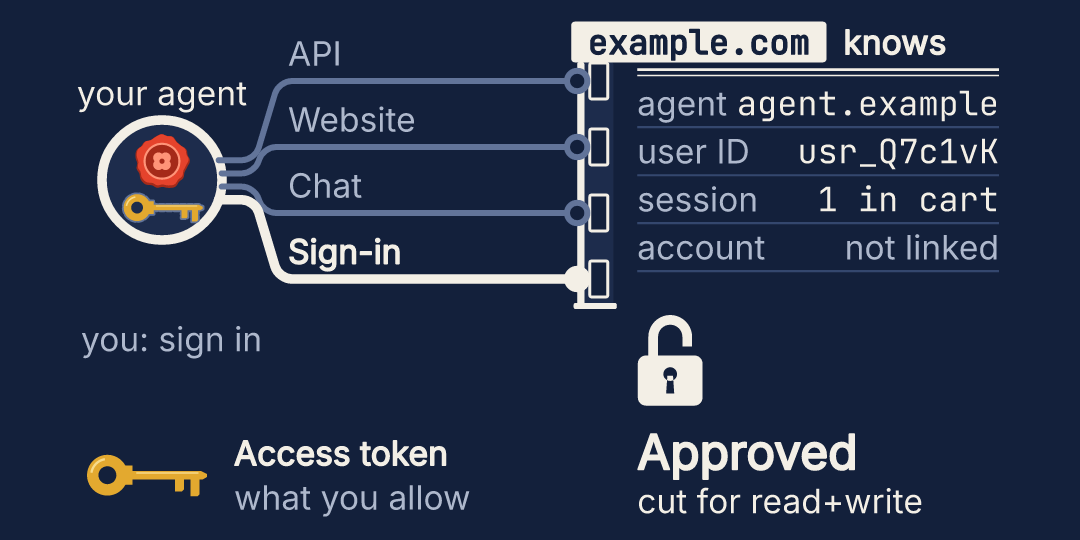 API
Website
Chat
Sign-in
your agent
example.com knows
agent agent.example
user ID usr_Q7c1vK
session 1 in cart
account not linked
you: sign in
Access token
what you allow
Approved
cut for read+write